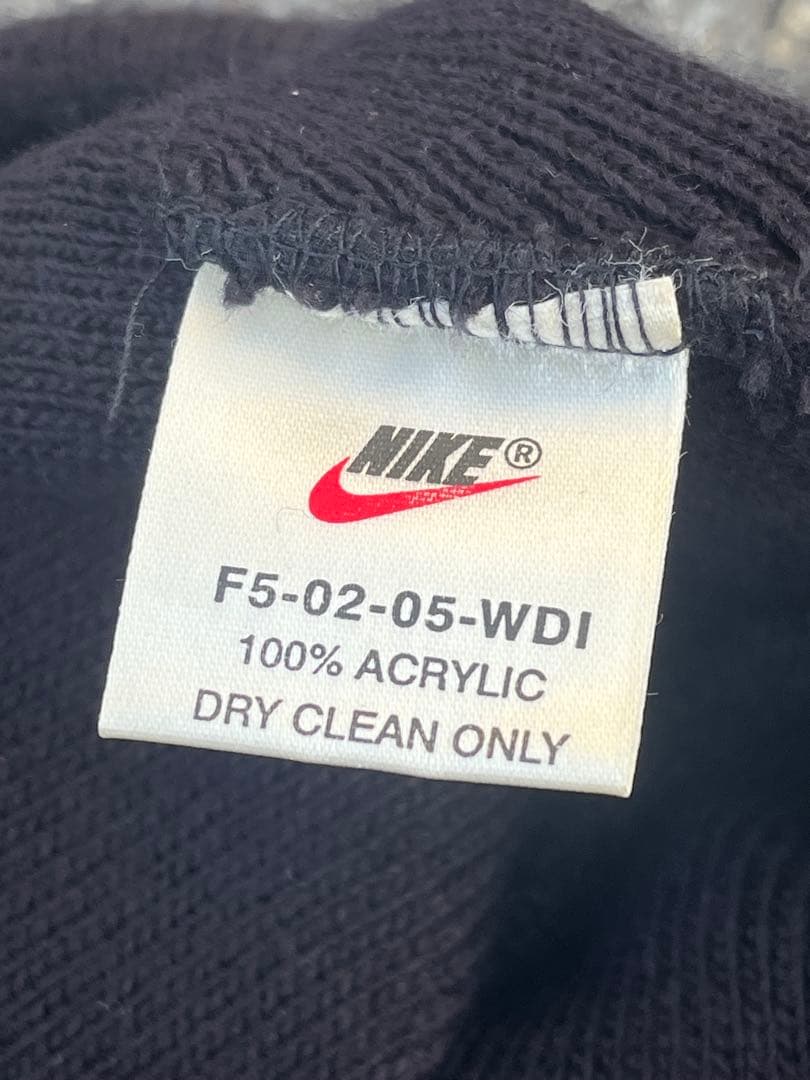 NIKE®
F5-02-05-WDI
100% ACRYLIC
DRY CLEAN ONLY